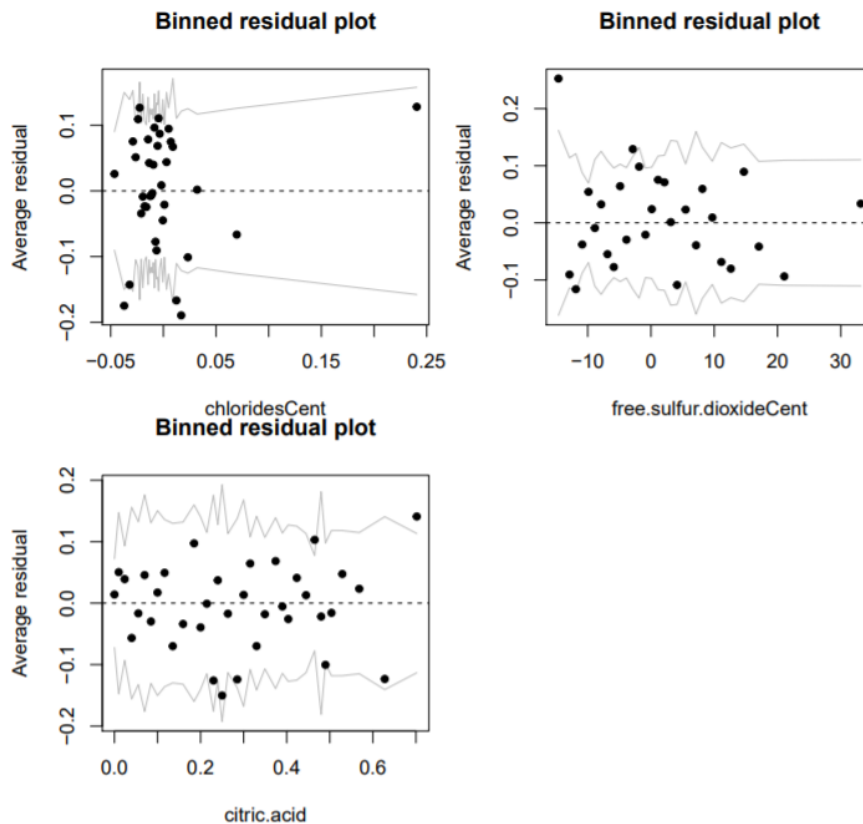 Binned residual plot
Average residual
0.1
0.0
−0.1
−0.2
−0.05
0.05
0.15
0.25
chloridesCent
Binned residual plot
Average residual
0.2
0.1
0.0
−0.1
−10
0
10
20
30
free.sulfur.dioxideCent
Binned residual plot
Average residual
0.2
0.1
0.0
−0.1
−0.2
0.0
0.2
0.4
0.6
citric.acid